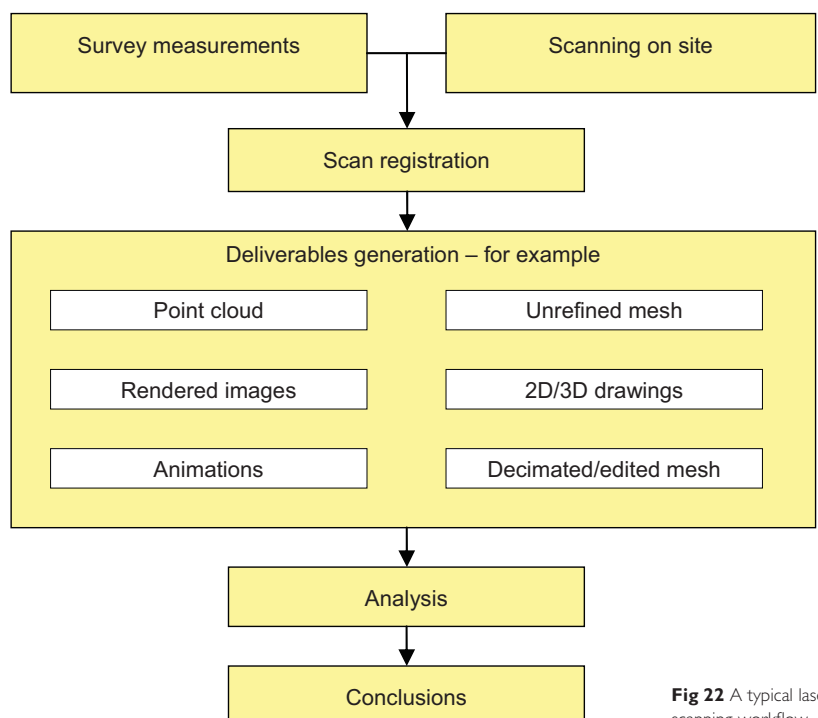 Survey measurements
Scanning on site
Scan registration
Deliverables generation – for example
Point cloud
Unrefined mesh
Rendered images
2D/3D drawings
Animations
Decimated/edited mesh
Analysis
Conclusions
Fig 22 A typical